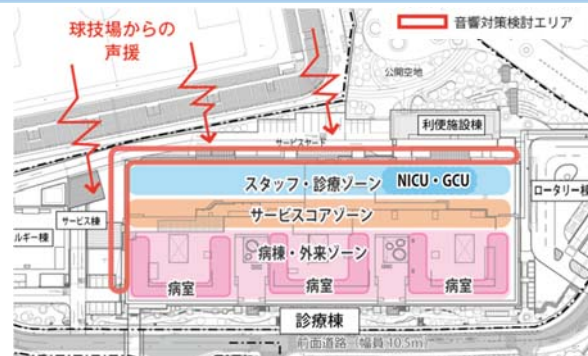 球技場からの
声援
音響対策検討エリア
公開空地
利便施設棟
サービスヤード
スタッフ・診療ゾーン
NICU・GCU
ロータリー棟
サービスコアゾーン
サービス棟
ルギー棟
病棟・外来ゾーン
病室
病室
病室
診療棟
前面道路（幅員 10.5m）